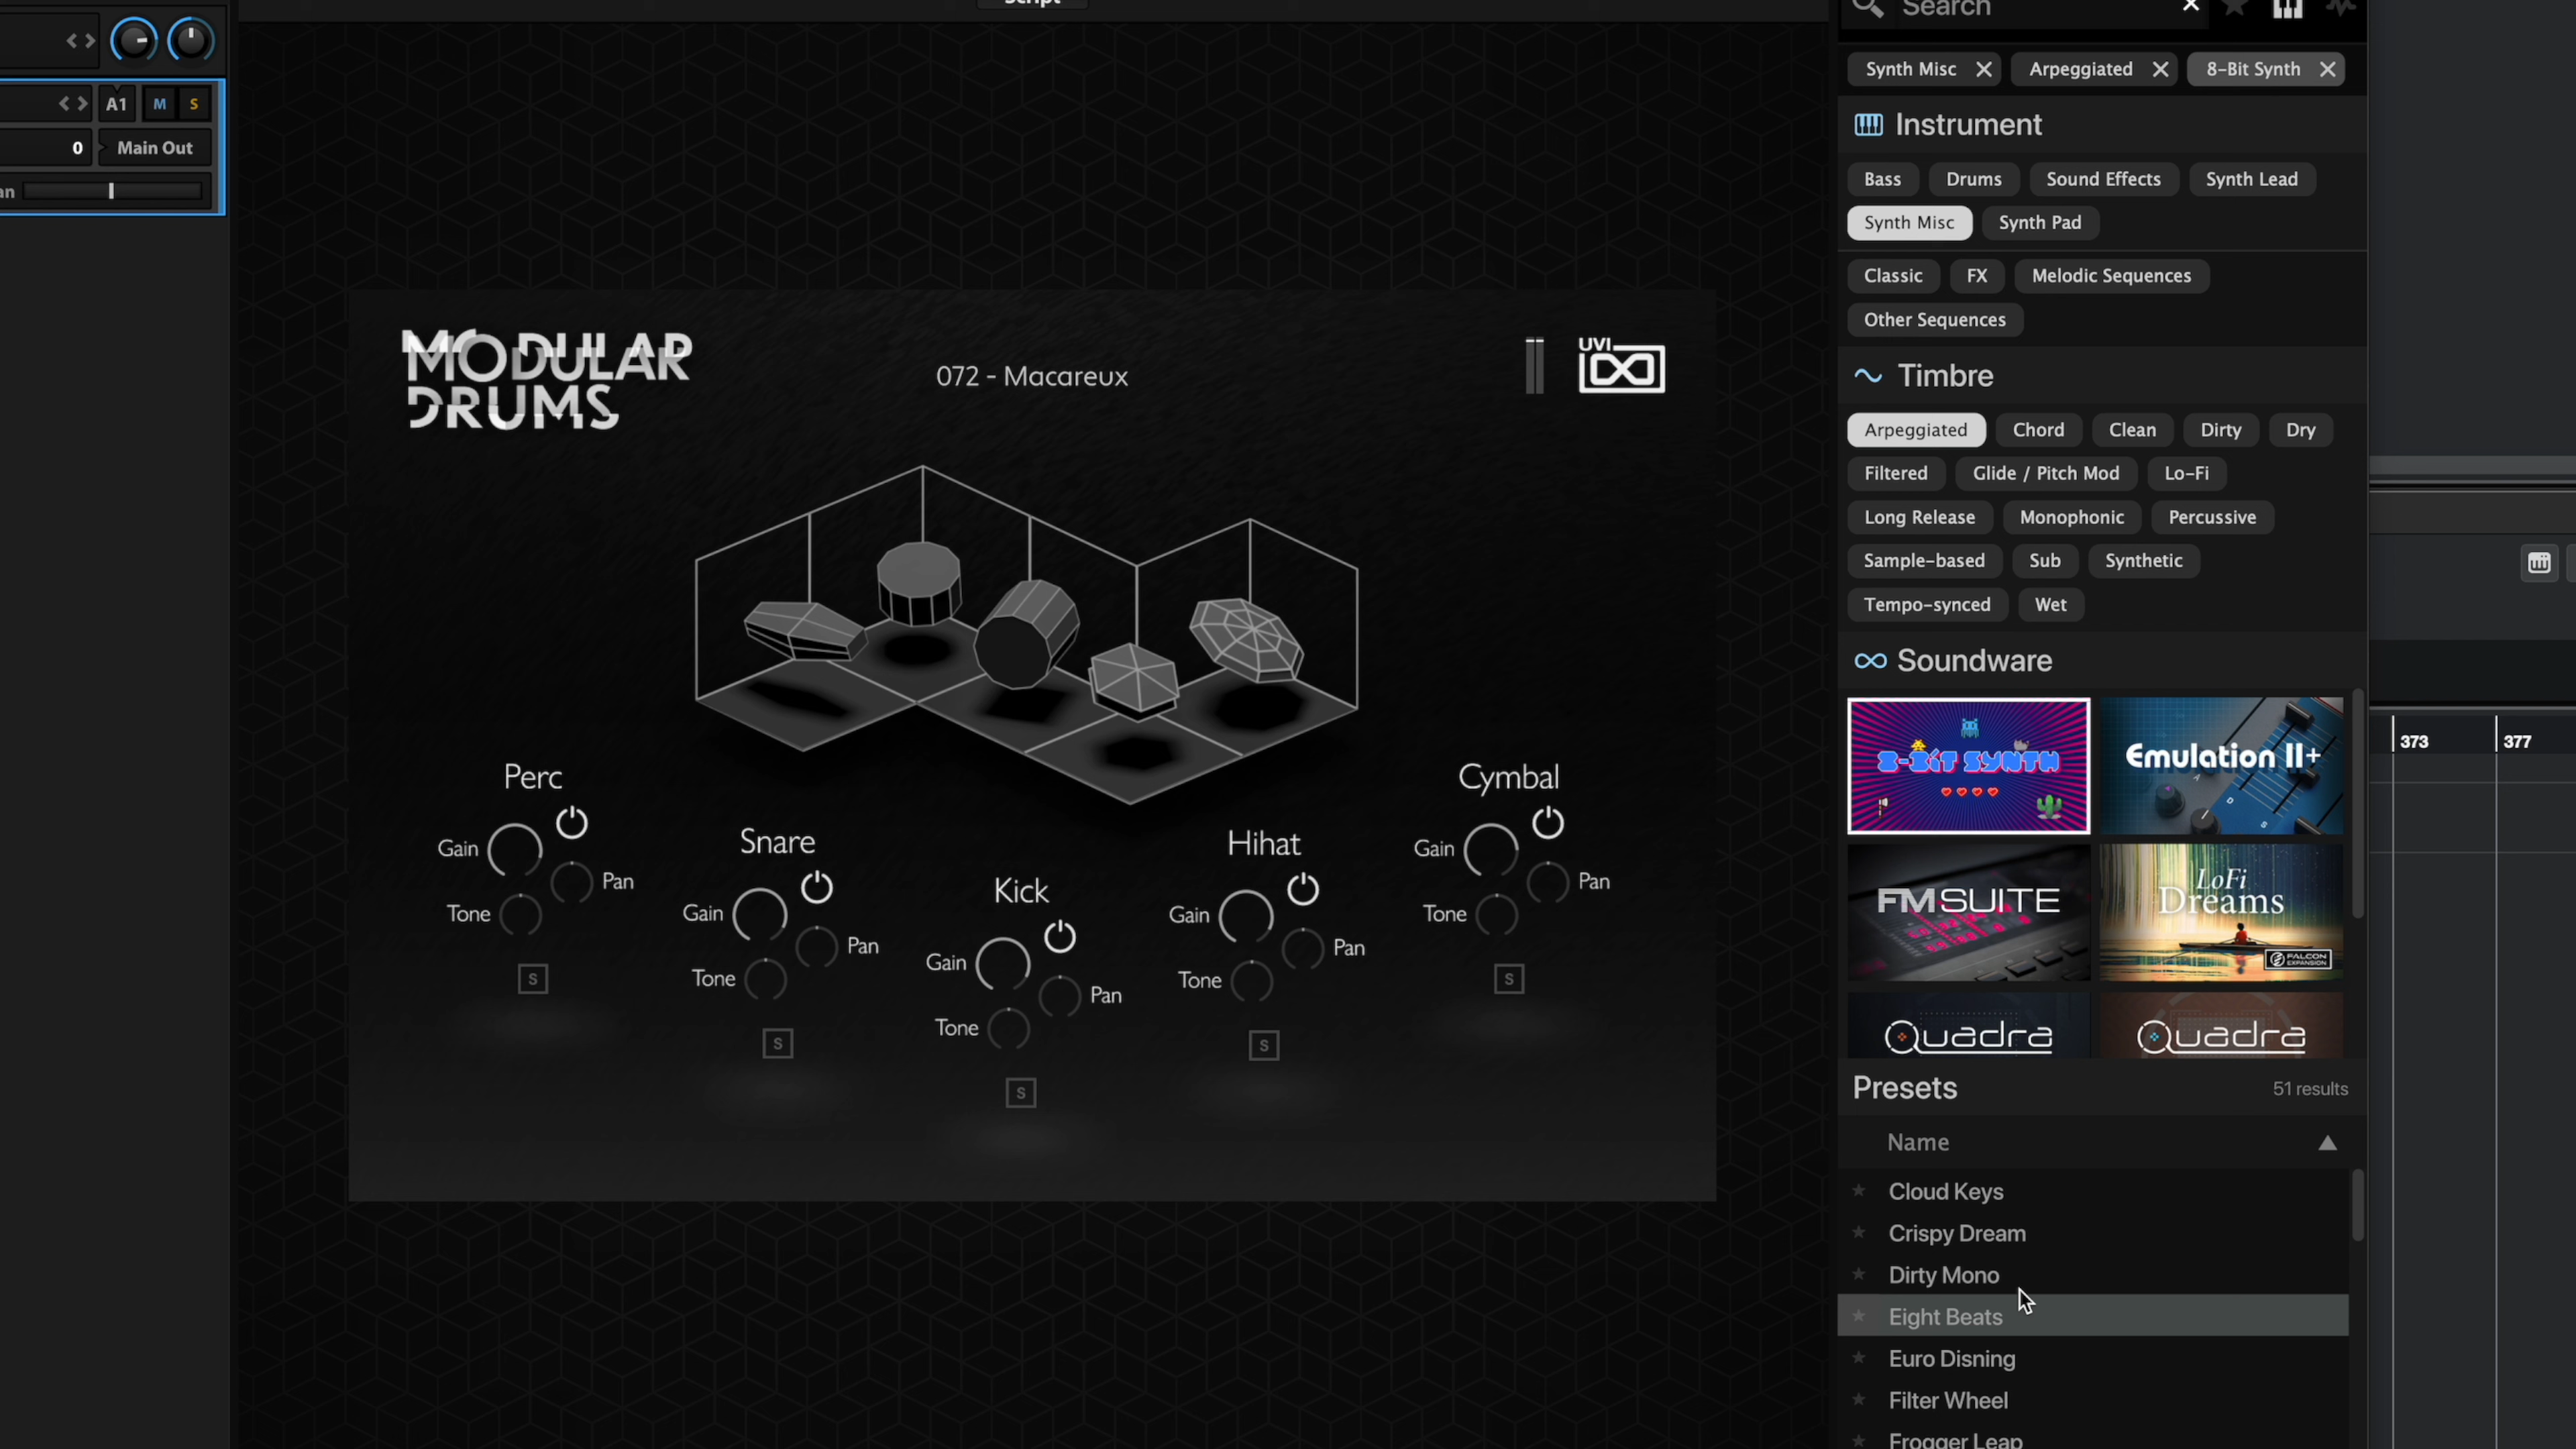 Script
Search
Synth Misc
Arpeggiated
8-Bit Synth
A1
M
S
0
Main Out
an
Instrument
Bass
Drums
Sound Effects
Synth Lead
Synth Misc
Synth Pad
Classic
FX
Melodic Sequences
Other Sequences
MODULAR
DRUMS
072 - Macareux
UVI
Timbre
Arpeggiated
Chord
Clean
Dirty
Dry
Filtered
Glide / Pitch Mod
Lo-Fi
Long Release
Monophonic
Percussive
Sample-based
Sub
Synthetic
Tempo-synced
Wet
Soundware
8-BIT SYNTH
Emulation II+
FM SUITE
LoFi
Dreams
FALCON
EXPANSION
Quadra
Quadra
373
377
Perc
Gain
Pan
Tone
S
Snare
Gain
Pan
Tone
S
Kick
Gain
Pan
Tone
S
Hihat
Gain
Pan
Tone
S
Cymbal
Gain
Pan
Tone
S
Presets
51 results
Name
Cloud Keys
Crispy Dream
Dirty Mono
Eight Beats
Euro Disning
Filter Wheel
Frogger Leap